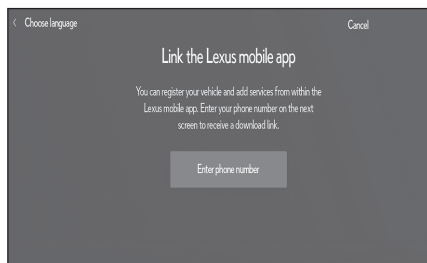 < Choose language
Cancel
Link the Lexus mobile app
You can register your vehicle and add services from within the
Lexus mobile app. Enter your phone number on the next
screen to receive a download link.
Enter phone number